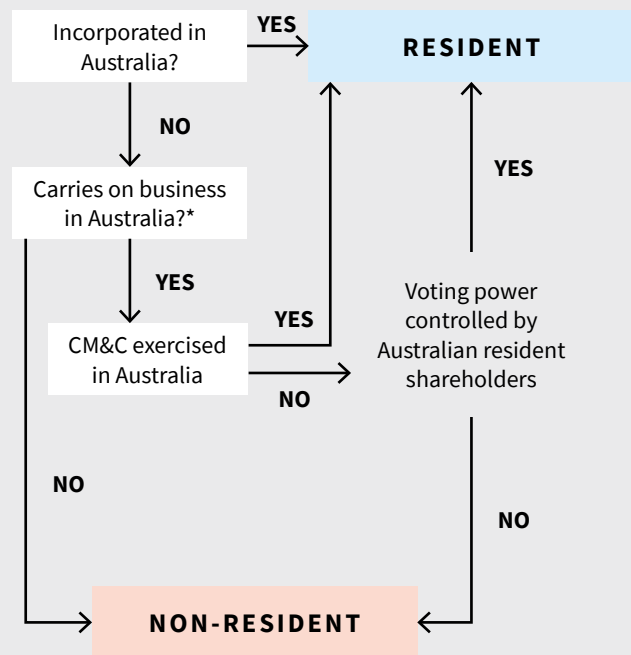 Incorporated in
Australia?
YES
RESIDENT
NO
Carries on business
in Australia?*
YES
YES
CM&C exercised
in Australia
YES
NO
Voting power
controlled by
Australian resident
shareholders
NO
NO
NON-RESIDENT